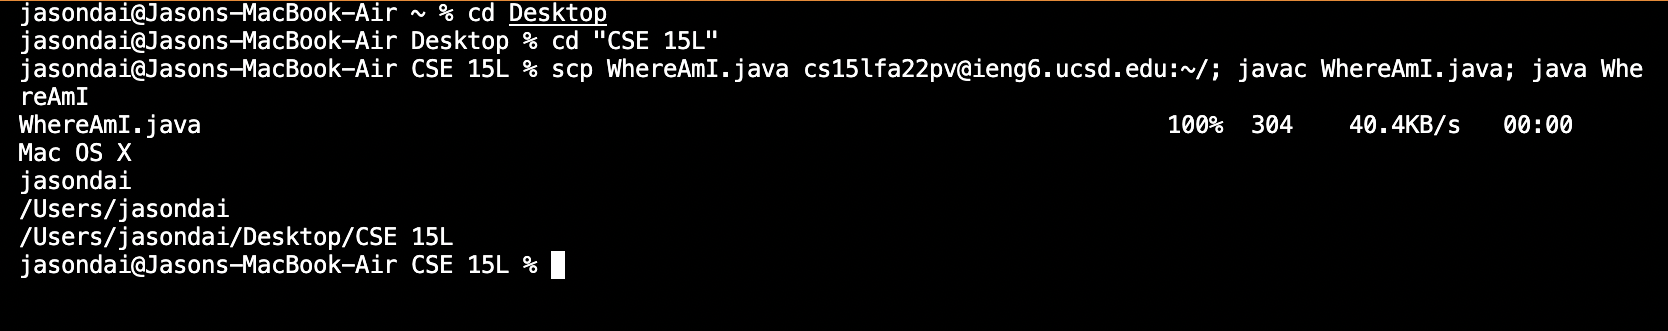 jasondai@Jasons-MacBook-Air ~ % cd Desktop
jasondai@Jasons-MacBook-Air Desktop % cd "CSE 15L"
jasondai@Jasons-MacBook-Air CSE 15L % scp WhereAmI.java cs15lfa22pv@ieng6.ucsd.edu:~/; javac WhereAmI.java; java Whe
reAmI
WhereAmI.java 100% 304 40.4KB/s 00:00
Mac OS X
jasondai
/Users/jasondai
/Users/jasondai/Desktop/CSE 15L
jasondai@Jasons-MacBook-Air CSE 15L %